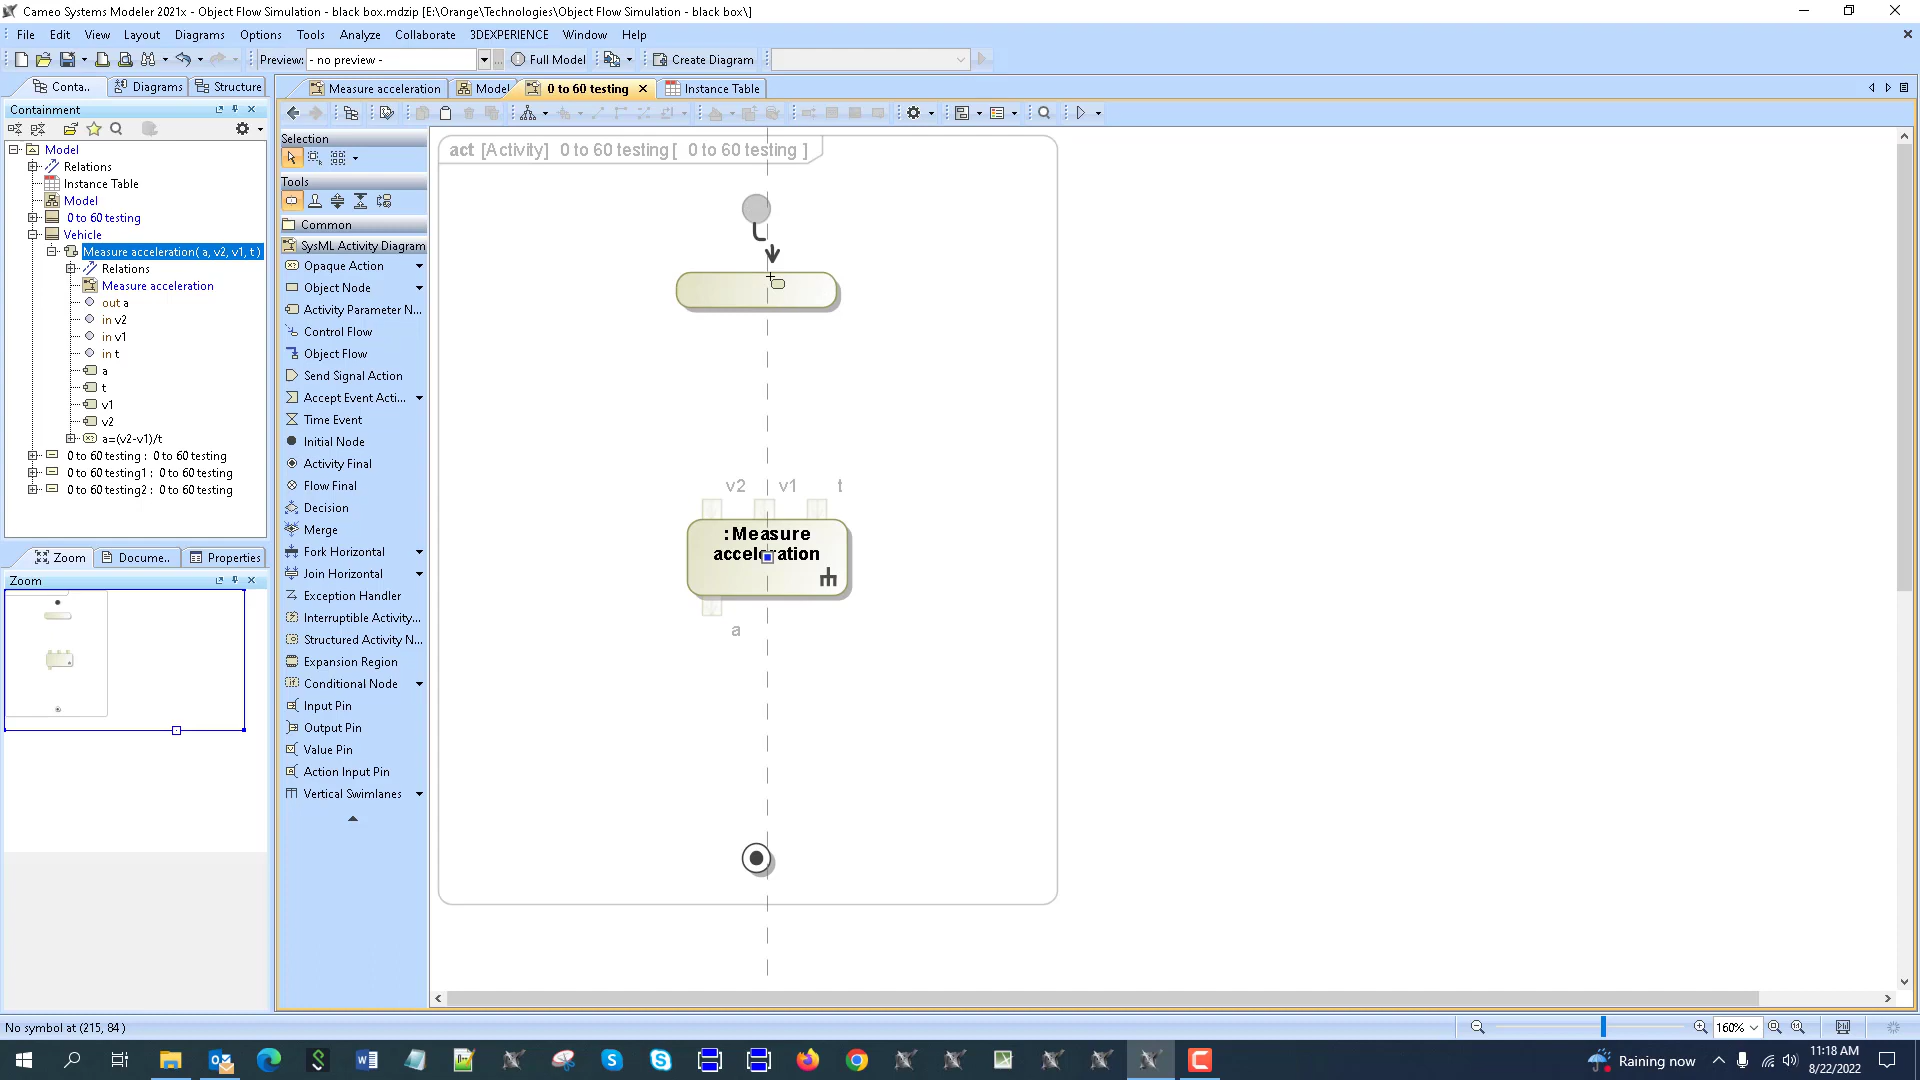 Cameo Systems Modeler 2021x - Object Flow Simulation - black box.mdzip [E:\Orange\Technologies\Object Flow Simulation - black box\]
File Edit View Layout Diagrams Options Tools Analyze Collaborate 3DEXPERIENCE Window Help
Preview: - no preview - ... Full Model Create Diagram
Conta.. Diagrams Structure
Measure acceleration Model 0 to 60 testing Instance Table
Containment
Model
Relations
Instance Table
Model
0 to 60 testing
Vehicle
Measure acceleration( a, v2, v1, t )
Relations
Measure acceleration
out a
in v2
in v1
in t
a
t
v1
v2
a=(v2-v1)/t
0 to 60 testing : 0 to 60 testing
0 to 60 testing1 : 0 to 60 testing
0 to 60 testing2 : 0 to 60 testing
Zoom Docume.. Properties
Zoom
Selection
Tools
Common
SysML Activity Diagram
Opaque Action
Object Node
Activity Parameter N...
Control Flow
Object Flow
Send Signal Action
Accept Event Acti...
Time Event
Initial Node
Activity Final
Flow Final
Decision
Merge
Fork Horizontal
Join Horizontal
Exception Handler
Interruptible Activity...
Structured Activity N...
Expansion Region
Conditional Node
Input Pin
Output Pin
Value Pin
Action Input Pin
Vertical Swimlanes
act [Activity] 0 to 60 testing [ 0 to 60 testing ]
v2 v1 t
:Measure
acceleration
a
No symbol at (215, 84 )
160%
Raining now
11:18 AM
8/22/2022